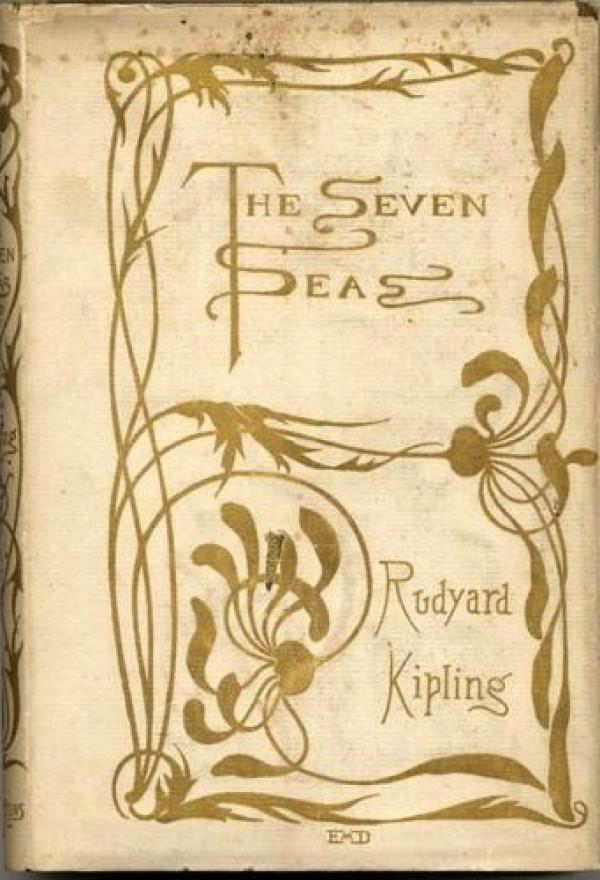 THE SEVEN
SEAS
Rudyard
Kipling
EMD